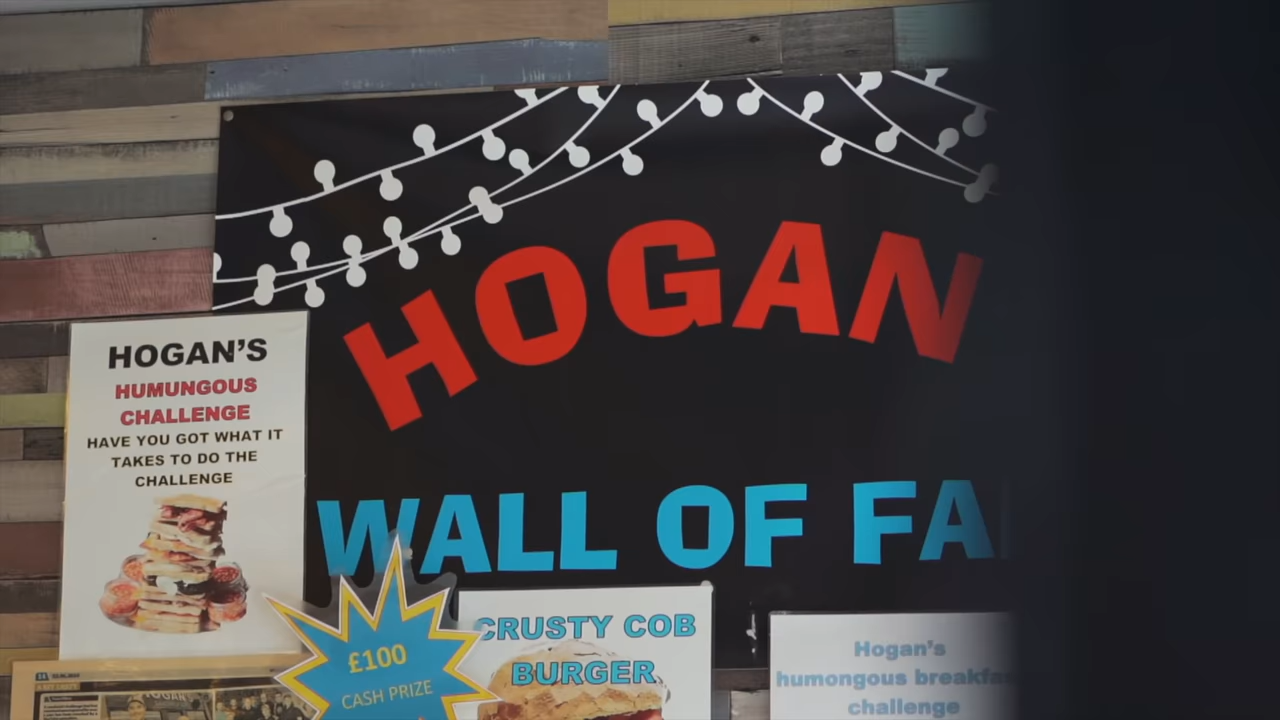 HOGAN
WALL OF FA
HOGAN'S
HUMUNGOUS
CHALLENGE
HAVE YOU GOT WHAT IT
TAKES TO DO THE
CHALLENGE
£100
CASH PRIZE
CRUSTY COB
BURGER
Hogan's
humongous breakfa
challenge
HOGAN